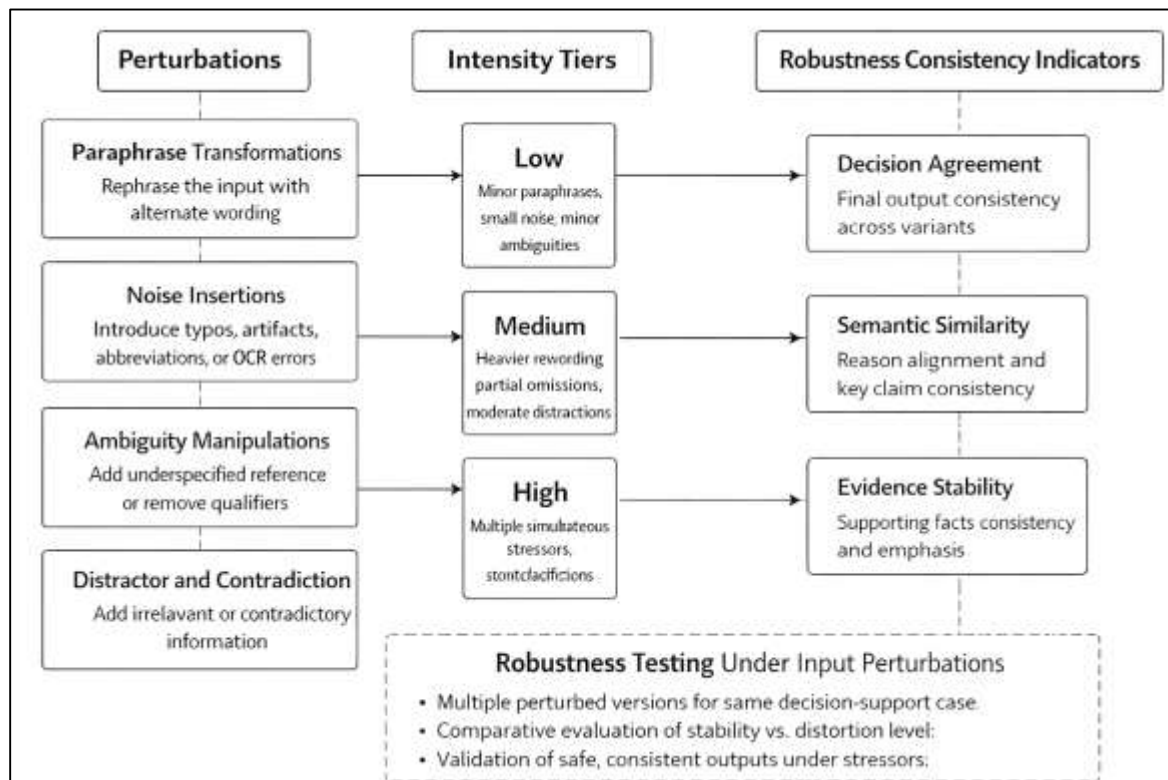 Perturbations
Paraphrase Transformations
Rephrase the input with
alternate wording
Noise Insertions
Introduce typos, artifacts,
abbreviations, or OCR errors
Ambiguity Manipulations
Add underspecified reference
or remove qualifiers
Distractor and Contradiction
Add irrelavant or contradictory
information
Intensity Tiers
Low
Minor paraphrases,
small noise, minor
ambiguities
Medium
Heavier rewording
partial omissions,
moderate distractions
High
Multiple
stressors,
Robustness Consistency Indicators
Decision Agreement
Final output consistency
across variants
Semantic Similarity
Reason alignment and
key claim consistency
Evidence Stability
Supporting facts consistency
and emphasis
Robustness Testing Under Input Perturbations
• Multiple perturbed versions for same decision-support case
• Comparative evaluation of stability vs. distortion level:
• Validation of safe, consistent outputs under stressors;